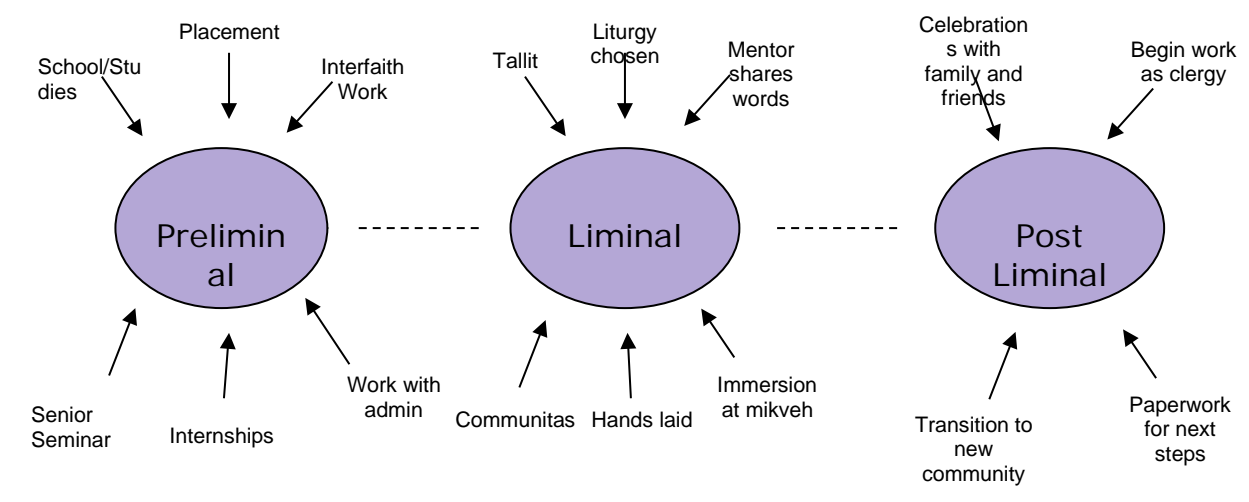 School/Stu
dies
Placement
Interfaith
Work
Prelimin
al
Senior
Seminar
Internships
Work with
admin
Tallit
Liturgy
chosen
Mentor
shares
words
Liminal
Communitas
Hands laid
Immersion
at mikveh
Celebration
s with
family and
friends
Begin work
as clergy
Post
Liminal
Transition to
new
community
Paperwork
for next
steps